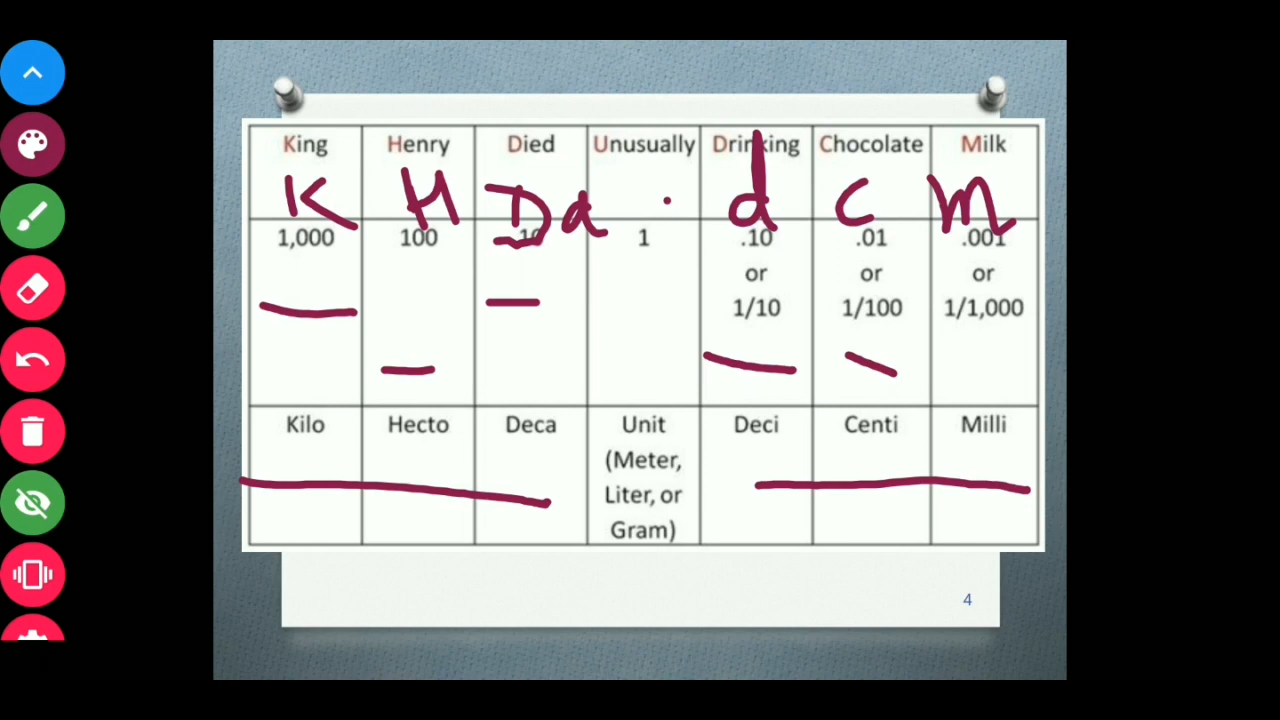 King Henry Died Unusually Drinking Chocolate Milk
K H Da . d c m
1,000 100 10 1 .10 .01 .001
or or or
1/10 1/100 1/1,000
Kilo Hecto Deca Unit Deci Centi Milli
(Meter,
Liter, or
Gram)
4